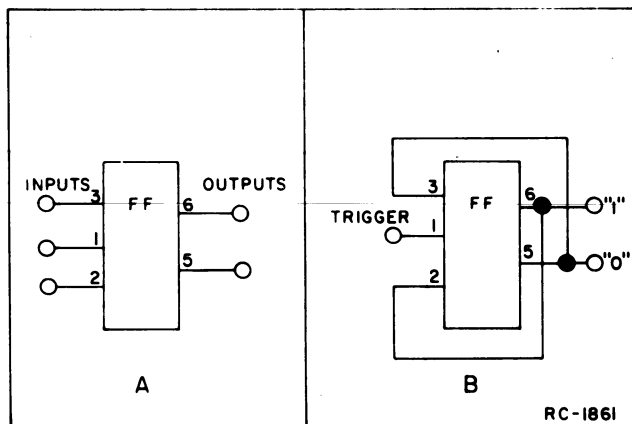 INPUTS
3
FF
6
OUTPUTS
1
5
2
A
3
FF
6
"1"
TRIGGER
1
5
"0"
2
B
RC-1861